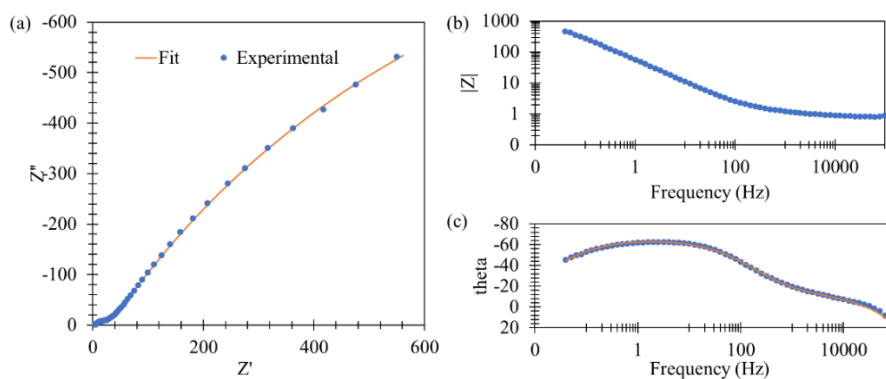 (a)
-600
-500
-400
-300
-200
-100
0
Z"
Fit
Experimental
0
200
400
600
Z'
(b)
1000
100
10
1
0
|Z|
0
1
100
10000
Frequency (Hz)
(c)
-80
-60
-40
-20
0
20
theta
0
1
100
10000
Frequency (Hz)